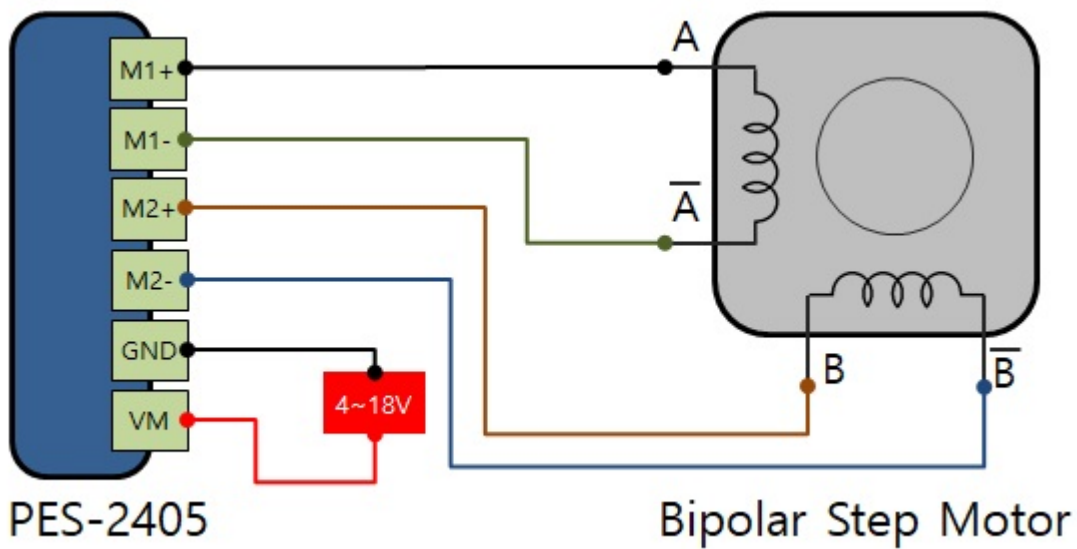 M1+
A
M1-
M2+
A̅
M2-
GND
B
B̅
4~18V
VM
PES-2405
Bipolar Step Motor